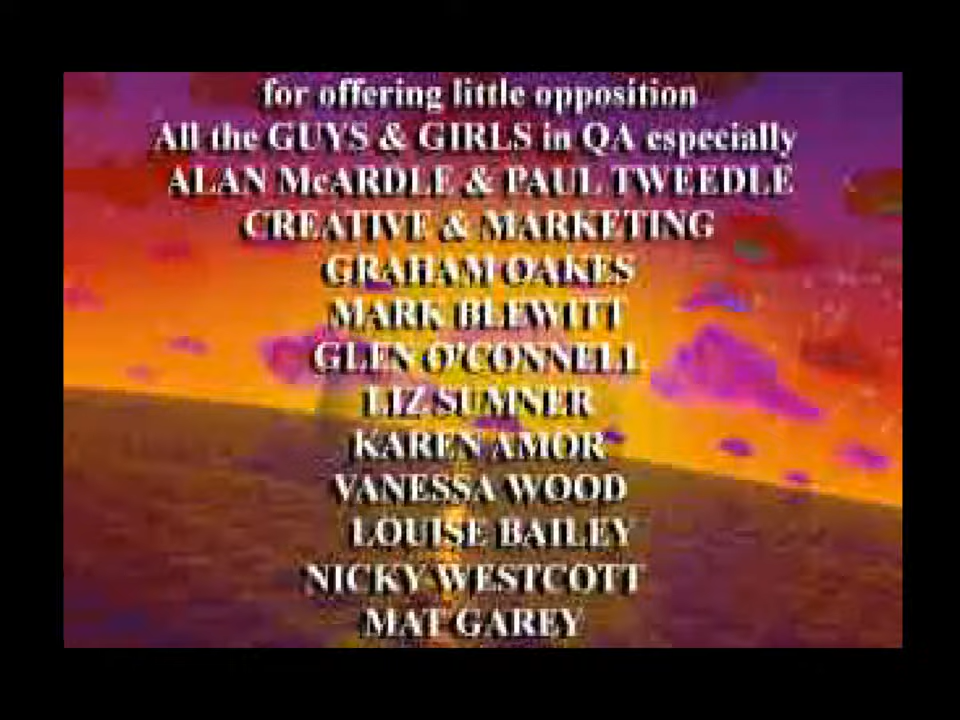 for offering little opposition
All the GUYS & GIRLS in QA especially
ALAN McARDLE & PAUL TWEEDLE
CREATIVE & MARKETING
GRAHAM OAKES
MARK BLEWITT
GLEN O'CONNELL
LIZ SUMNER
KAREN AMOR
VANESSA WOOD
LOUISE BAILEY
NICKY WESTCOTT
MAT GAREY